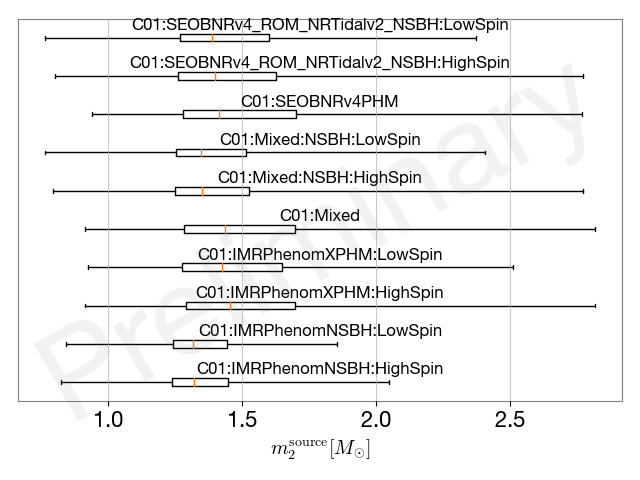 C01:SEOBNRv4_ROM_NRTidalv2_NSBH:LowSpin
C01:SEOBNRv4_ROM_NRTidalv2_NSBH:HighSpin
C01:SEOBNRv4PHM
C01:Mixed:NSBH:LowSpin
C01:Mixed:NSBH:HighSpin
C01:Mixed
C01:IMRPhenomXPHM:LowSpin
C01:IMRPhenomXPHM:HighSpin
C01:IMRPhenomNSBH:LowSpin
C01:IMRPhenomNSBH:HighSpin
Preliminary
1.0 1.5 2.0 2.5
$m_2^{\mathrm{source}}[M_\odot]$